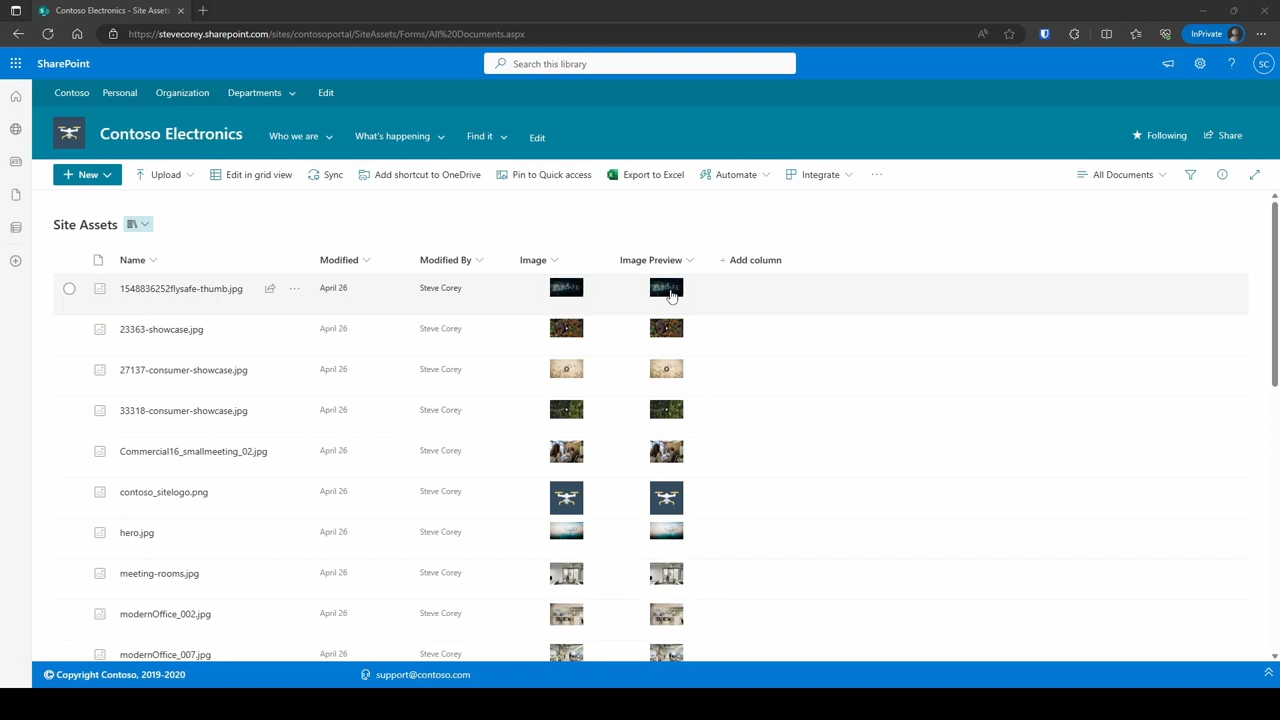 Contoso Electronics - Site Assets
https://stevecorey.sharepoint.com/sites/contosoportal/SiteAssets/Forms/All%20Documents.aspx
InPrivate
SharePoint
Search this library
SC
Contoso Personal Organization Departments Edit
Contoso Electronics Who we are What's happening Find it Edit Following Share
New Upload Edit in grid view Sync Add shortcut to OneDrive Pin to Quick access Export to Excel Automate Integrate All Documents
Site Assets
Name Modified Modified By Image Image Preview + Add column
1548836252flysafe-thumb.jpg April 26 Steve Corey
23363-showcase.jpg April 26 Steve Corey
27137-consumer-showcase.jpg April 26 Steve Corey
33318-consumer-showcase.jpg April 26 Steve Corey
Commercial16_smallmeeting_02.jpg April 26 Steve Corey
contoso_sitelogo.png April 26 Steve Corey
hero.jpg April 26 Steve Corey
meeting-rooms.jpg April 26 Steve Corey
modernOffice_002.jpg April 26 Steve Corey
modernOffice_007.jpg April 26 Steve Corey
© Copyright Contoso, 2019-2020 support@contoso.com